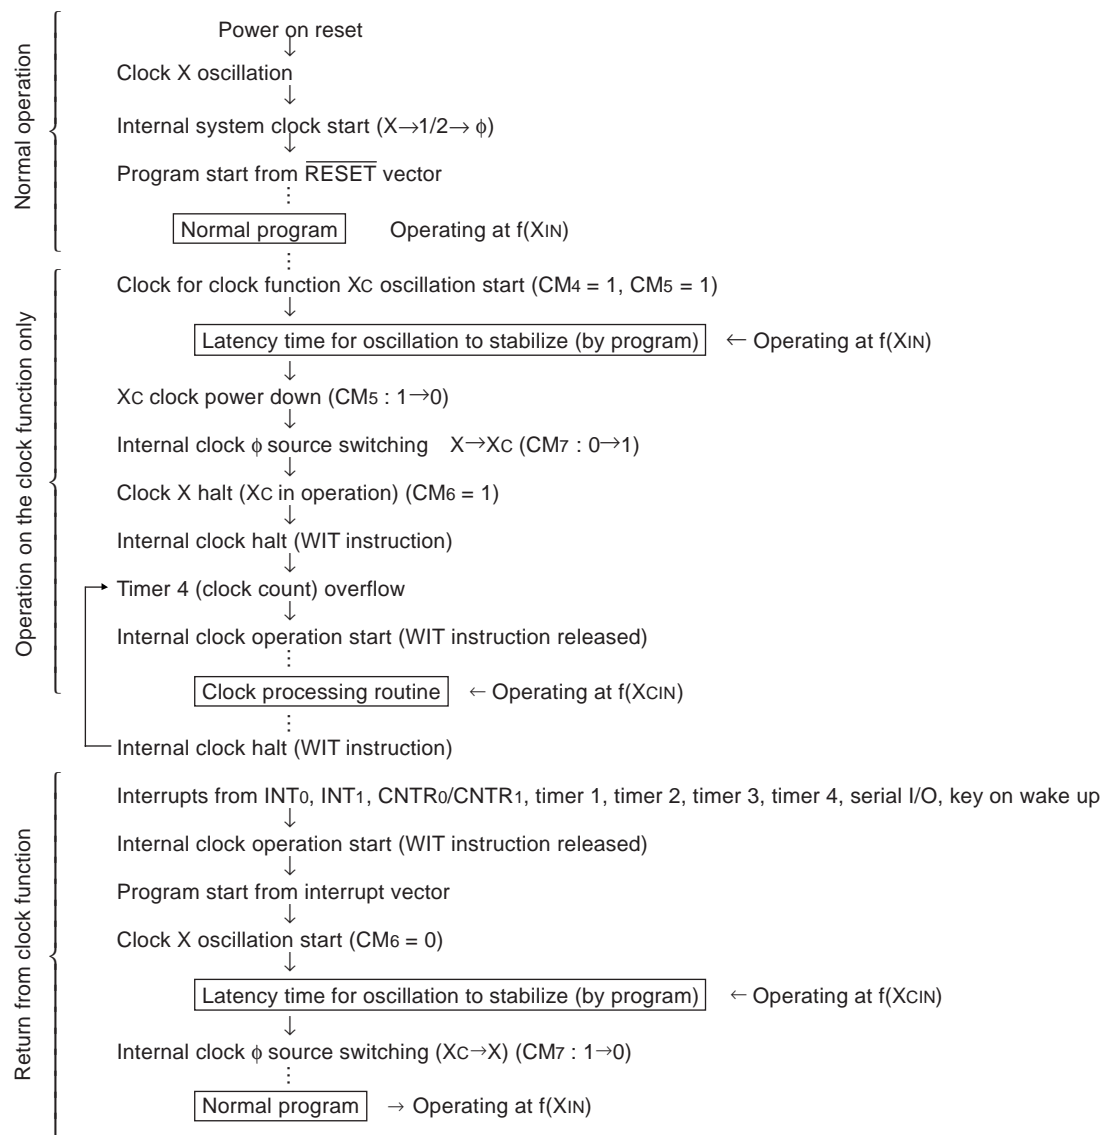 Normal operation
Power on reset
↓
Clock X oscillation
↓
Internal system clock start (X→1/2→ ϕ)
↓
Program start from R̅E̅S̅E̅T̅ vector
⋮
Normal program Operating at f(XIN)
⋮
Operation on the clock function only
Clock for clock function XC oscillation start (CM4 = 1, CM5 = 1)
↓
Latency time for oscillation to stabilize (by program) ← Operating at f(XIN)
↓
XC clock power down (CM5 : 1→0)
↓
Internal clock ϕ source switching X→XC (CM7 : 0→1)
↓
Clock X halt (XC in operation) (CM6 = 1)
↓
Internal clock halt (WIT instruction)
↓
Timer 4 (clock count) overflow
↓
Internal clock operation start (WIT instruction released)
⋮
Clock processing routine ← Operating at f(XCIN)
⋮
Internal clock halt (WIT instruction)
Return from clock function
Interrupts from INT0, INT1, CNTR0/CNTR1, timer 1, timer 2, timer 3, timer 4, serial I/O, key on wake up
↓
Internal clock operation start (WIT instruction released)
↓
Program start from interrupt vector
↓
Clock X oscillation start (CM6 = 0)
↓
Latency time for oscillation to stabilize (by program) ← Operating at f(XCIN)
↓
Internal clock ϕ source switching (XC→X) (CM7 : 1→0)
⋮
Normal program → Operating at f(XIN)